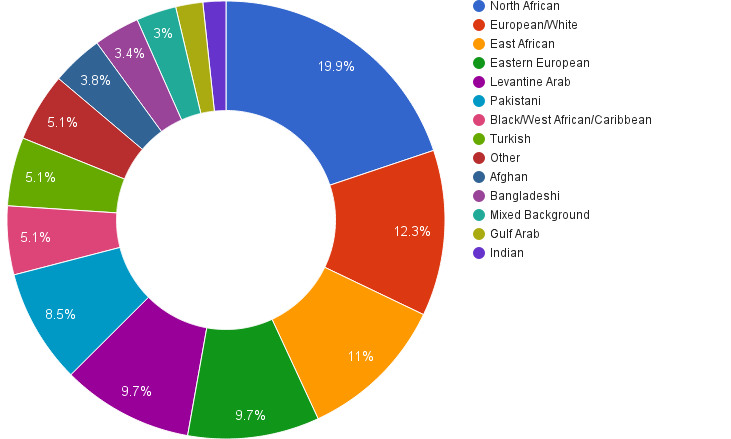 19.9%
12.3%
11%
9.7%
9.7%
8.5%
5.1%
5.1%
5.1%
3.8%
3.4%
3%
North African
European/White
East African
Eastern European
Levantine Arab
Pakistani
Black/West African/Caribbean
Turkish
Other
Afghan
Bangladeshi
Mixed Background
Gulf Arab
Indian